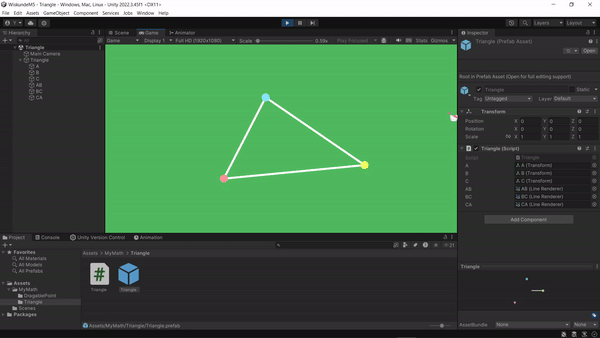 WiskundeM5 - Triangle - Windows, Mac, Linux - Unity 2022.3.45f1 - <DX11>
File Edit Assets GameObject Component Services Jobs Window Help
Layers Layout
Hierarchy
All
Triangle
Main Camera
Triangle
A
B
C
AB
BC
CA
Scene Game Animator
Game Display 1 Full HD (1920x1080) Scale 0.59x Play Focused Stats Gizmos
Inspector
Triangle (Prefab Asset)
Open
Root in Prefab Asset (Open for full editing support)
Triangle Static
Tag Untagged Layer Default
Transform
Position X 0 Y 0 Z 0
Rotation X 0 Y 0 Z 0
Scale X 1 Y 1 Z 1
Triangle (Script)
Script Triangle
A A (Transform)
B B (Transform)
C C (Transform)
AB AB (Line Renderer)
BC BC (Line Renderer)
CA CA (Line Renderer)
Add Component
Project Console Unity Version Control Animation
21
Favorites
All Materials
All Models
All Prefabs
Assets
MyMath
DragablePoint
Triangle
Scenes
Packages
Assets > MyMath > Triangle
#
Triangle Triangle
Assets/MyMath/Triangle/Triangle.prefab
Triangle
AssetBundle None None